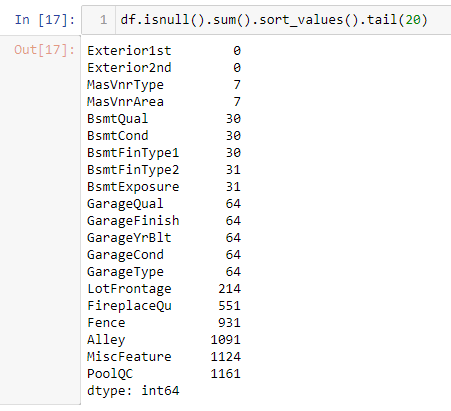 In [17]: 1 df.isnull().sum().sort_values().tail(20)
Out[17]:
Exterior1st 0
Exterior2nd 0
MasVnrType 7
MasVnrArea 7
BsmtQual 30
BsmtCond 30
BsmtFinType1 30
BsmtFinType2 31
BsmtExposure 31
GarageQual 64
GarageFinish 64
GarageYrBlt 64
GarageCond 64
GarageType 64
LotFrontage 214
FireplaceQu 551
Fence 931
Alley 1091
MiscFeature 1124
PoolQC 1161
dtype: int64